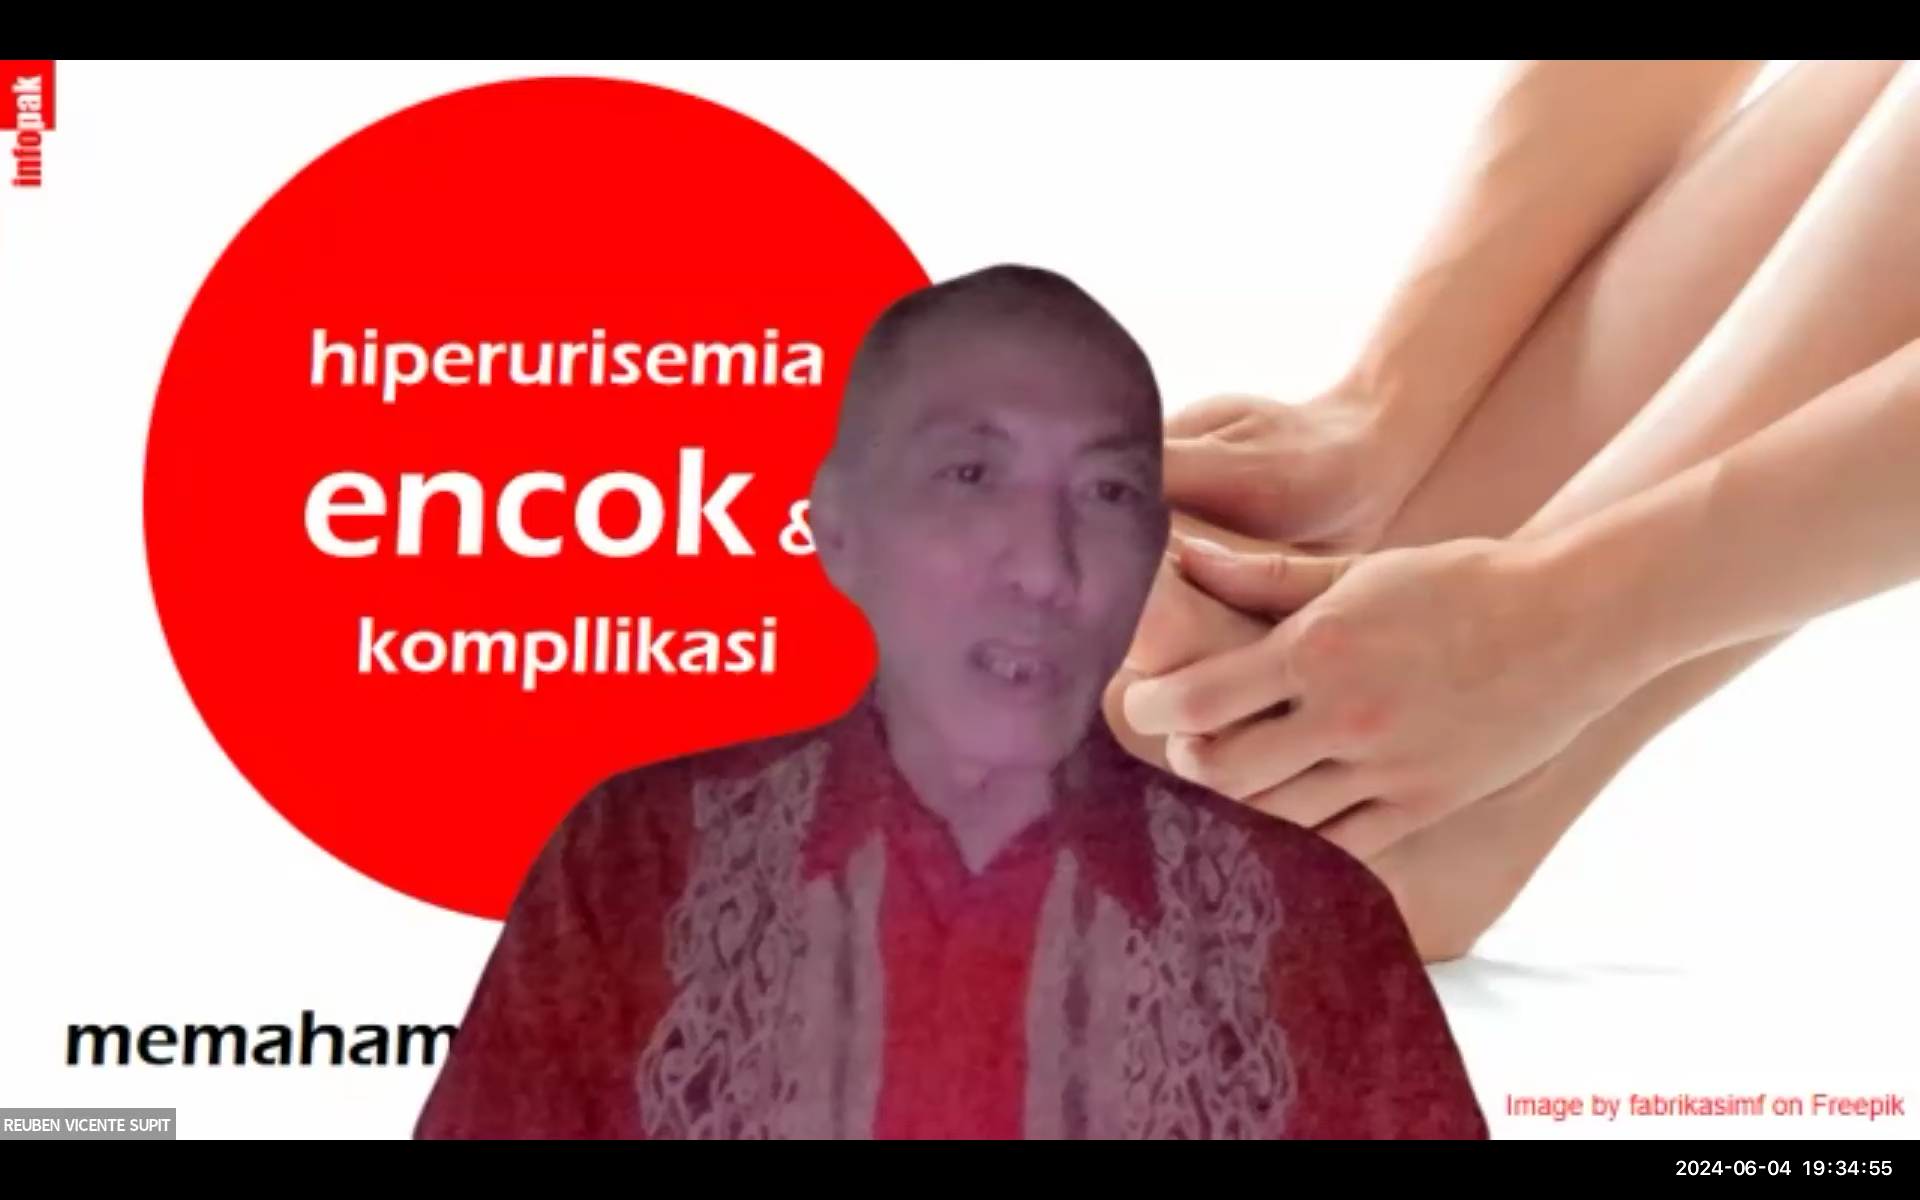 infopak
hiperurisemia
encok &
kompllikasi
memaham
Image by fabrikasimf on Freepik
REUBEN VICENTE SUPIT
2024-06-04 19:34:55